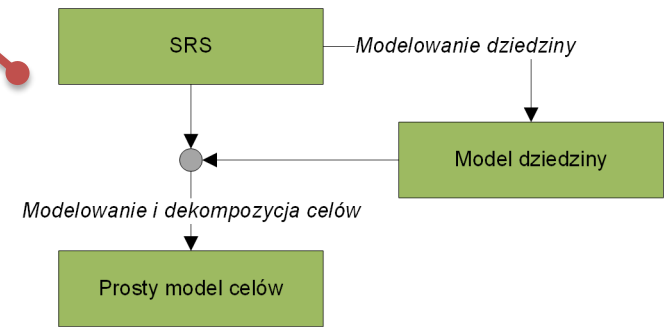 SRS
Modelowanie dziedziny
Model dziedziny
Modelowanie i dekompozycja celów
Prosty model celów